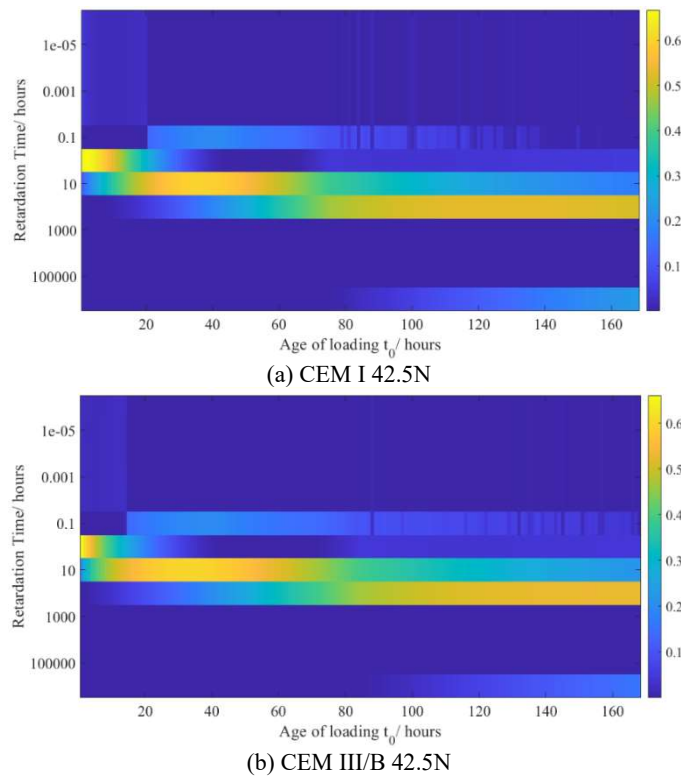 1e-05
0.001
0.1
10
1000
100000
Retardation Time/ hours
20 40 60 80 100 120 140 160
Age of loading t0/ hours
0.6
0.5
0.4
0.3
0.2
0.1
(a) CEM I 42.5N
1e-05
0.001
0.1
10
1000
100000
Retardation Time/ hours
20 40 60 80 100 120 140 160
Age of loading t0/ hours
0.6
0.5
0.4
0.3
0.2
0.1
(b) CEM III/B 42.5N